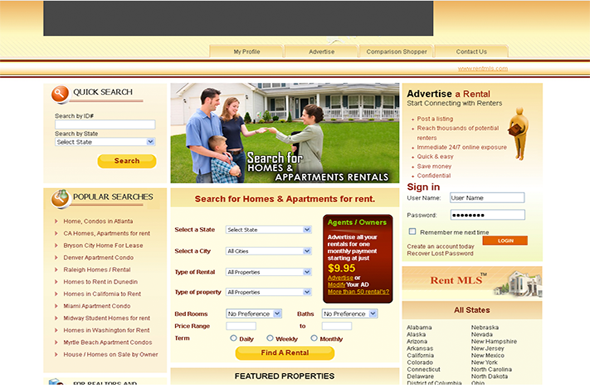 My Profile
Advertise
Comparison Shopper
Contact Us
www.rentmls.com
QUICK SEARCH
Search by ID#
Search by State
Select State
Search
POPULAR SEARCHES
Home, Condos in Atlanta
CA Homes, Apartments for rent
Bryson City Home For Lease
Denver Apartment Condo
Raleigh Homes / Rental
Homes to Rent in Dunedin
Homes in California to Rent
Miami Apartment Condo
Midway Student Homes for rent
Homes in Washington for Rent
Myrtle Beach Apartment Condos
House / Homes on Sale by Owner
FOR REALTORS AND
Search for
HOMES &
APPARTMENTS RENTALS
Search for Homes & Apartments for rent.
Select a State
Select State
Select a City
All Cities
Type of Rental
All Properties
Type of property
All Properties
Bed Rooms
No Preference
Baths
No Preference
Price Range
to
Term
Daily
Weekly
Monthly
Find A Rental
Agents / Owners
Advertise all your
rentals for one
monthly payment
starting at just
$9.95
Advertise or
Modify Your AD
More than 50 rental's?
FEATURED PROPERTIES
Advertise a Rental
Start Connecting with Renters
Post a listing
Reach thousands of potential
renters
Immediate 24/7 online exposure
Quick & easy
Save money
Confidential
Sign in
User Name:
User Name
Password:
Remember me next time
LOGIN
Create an account today
Recover Lost Password
Rent MLS™
All States
Alabama
Alaska
Arizona
Arkansas
California
Colorado
Connecticut
Delaware
District of Columbia
Nebraska
Nevada
New Hampshire
New Jersey
New Mexico
New York
North Carolina
North Dakota
Ohio